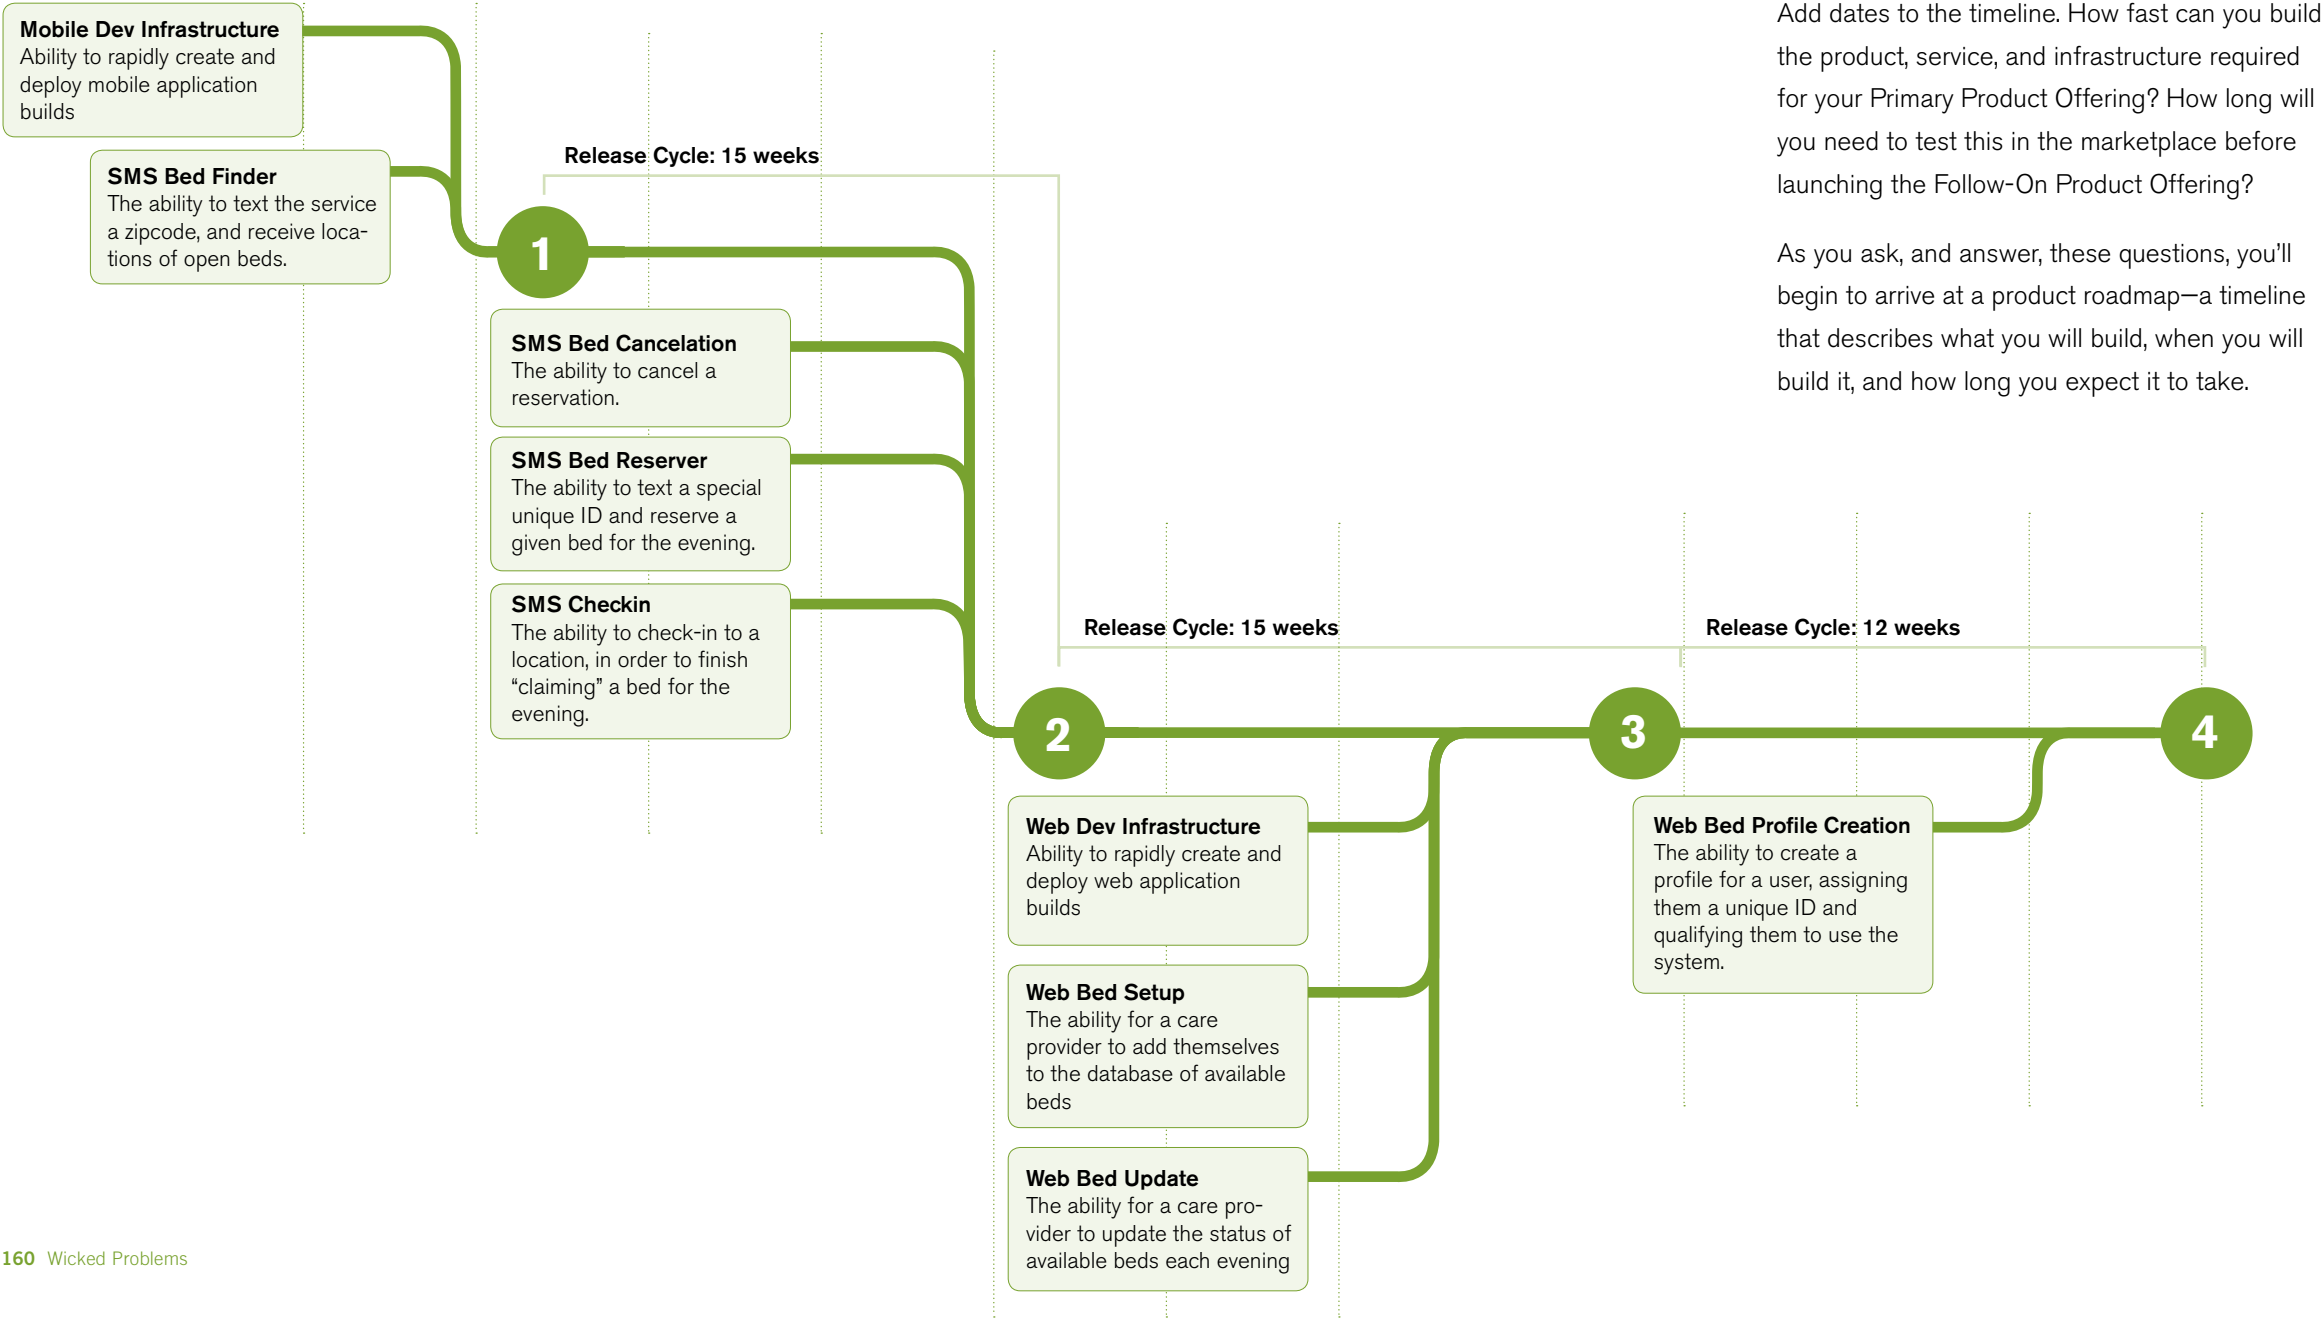 Mobile Dev Infrastructure
Ability to rapidly create and
deploy mobile application
builds
SMS Bed Finder
The ability to text the service
a zipcode, and receive loca-
tions of open beds.
Release Cycle: 15 weeks
1
SMS Bed Cancelation
The ability to cancel a
reservation.
SMS Bed Reserver
The ability to text a special
unique ID and reserve a
given bed for the evening.
SMS Checkin
The ability to check-in to a
location, in order to finish
“claiming” a bed for the
evening.
Add dates to the timeline. How fast can you build
the product, service, and infrastructure required
for your Primary Product Offering? How long will
you need to test this in the marketplace before
launching the Follow-On Product Offering?
As you ask, and answer, these questions, you’ll
begin to arrive at a product roadmap—a timeline
that describes what you will build, when you will
build it, and how long you expect it to take.
Release Cycle: 15 weeks
Release Cycle: 12 weeks
2
3
4
Web Dev Infrastructure
Ability to rapidly create and
deploy web application
builds
Web Bed Setup
The ability for a care
provider to add themselves
to the database of available
beds
Web Bed Update
The ability for a care pro-
vider to update the status of
available beds each evening
Web Bed Profile Creation
The ability to create a
profile for a user, assigning
them a unique ID and
qualifying them to use the
system.
160 Wicked Problems